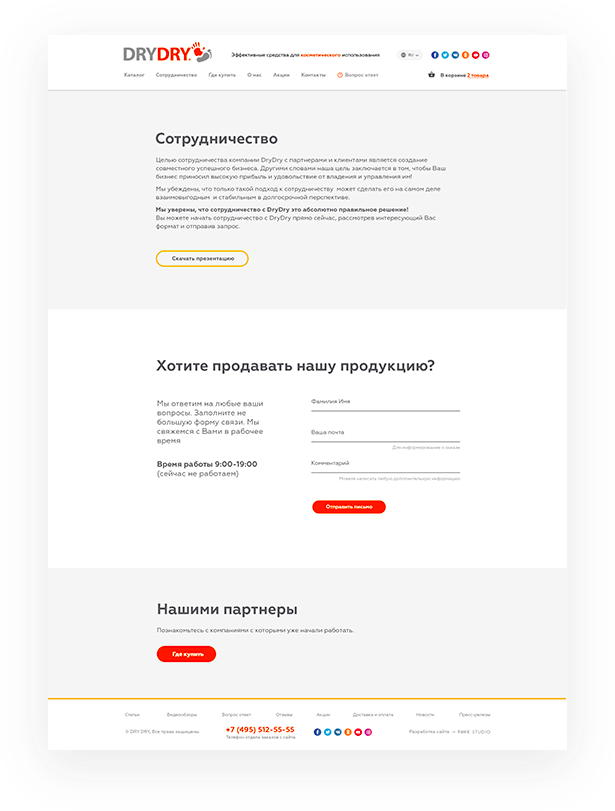 DRYDRY.
Эффективные средства для косметического использования
RU
Каталог Сотрудничество Где купить О нас Акции Контакты Вопрос ответ В корзине 2 товара
Сотрудничество
Целью сотрудничества компании DryDry с партнерами и клиентами является создание
совместного успешного бизнеса. Другими словами наша цель заключается в том, чтобы Ваш
бизнес приносил высокую прибыль и удовольствие от владения и управления им!
Мы убеждены, что только такой подход к сотрудничеству может сделать его на самом деле
взаимовыгодным и стабильным в долгосрочной перспективе.
Мы уверены, что сотрудничество с DryDry это абсолютно правильное решение!
Вы можете начать сотрудничество с DryDry прямо сейчас, рассмотрев интересующий Вас
формат и отправив запрос.
Скачать презентацию
Хотите продавать нашу продукцию?
Мы ответим на любые ваши
вопросы. Заполните не
большую форму связи. Мы
свяжемся с Вами в рабочее
время
Время работы 9:00-19:00
(сейчас не работаем)
Фамилия Имя
Ваша почта
Для информирования о заказе
Комментарий
Можете написать любую дополнительную информацию
Отправить письмо
Нашими партнеры
Познакомьтесь с компаниями с которыми уже начали работать.
Где купить
Статьи Видеообзоры Вопрос ответ Отзывы Акции Доставка и оплата Новости Пресс-релизы
© DRY DRY, Все права защищены
+7 (495) 512-55-55
Телефон отдела заказов с сайта
Разработка сайта
STUDIO